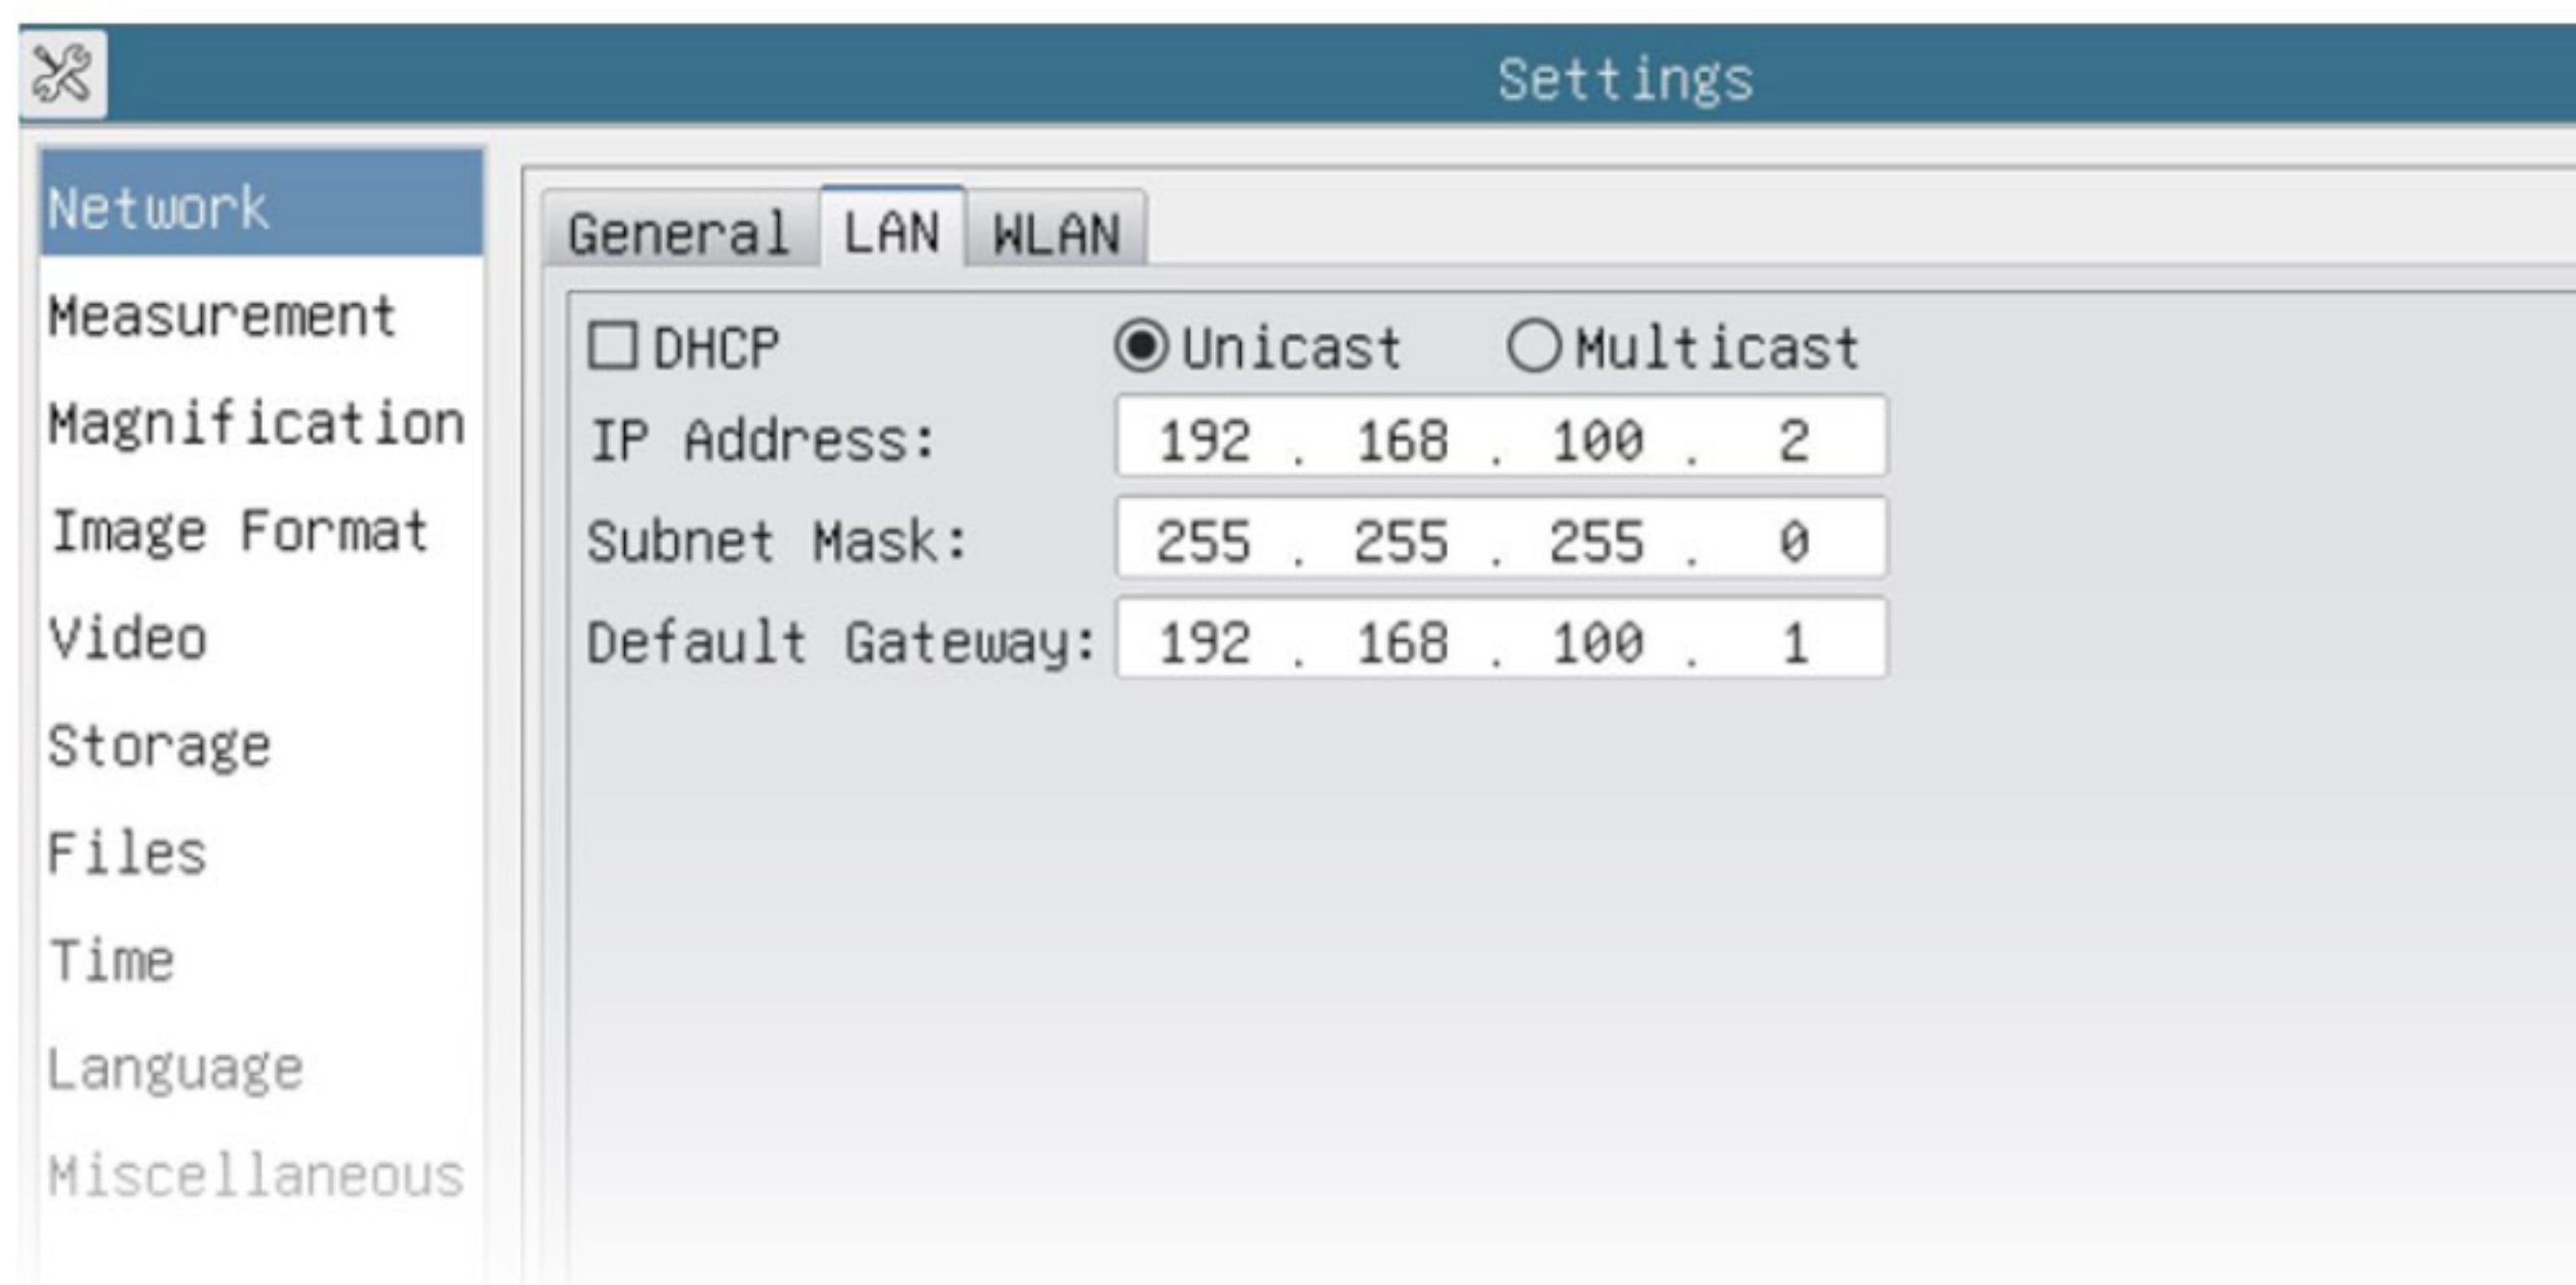 Settings
Network
Measurement
Magnification
Image Format
Video
Storage
Files
Time
Language
Miscellaneous
General LAN WLAN
DHCP Unicast Multicast
IP Address: 192 . 168 . 100 . 2
Subnet Mask: 255 . 255 . 255 . 0
Default Gateway: 192 . 168 . 100 . 1